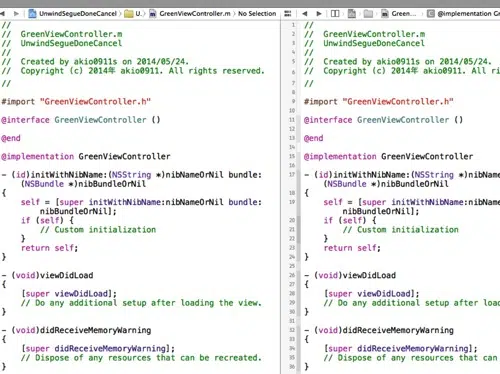 UnwindSegueDoneCancel › U. › GreenViewController.m › No Selection
//
// GreenViewController.m
// UnwindSegueDoneCancel
//
// Created by akio0911s on 2014/05/24.
// Copyright (c) 2014年 akio0911. All rights reserved.
//
#import "GreenViewController.h"
@interface GreenViewController ()
@end
@implementation GreenViewController
- (id)initWithNibName:(NSString *)nibNameOrNil bundle:
(NSBundle *)nibBundleOrNil
{
self = [super initWithNibName:nibNameOrNil bundle:
nibBundleOrNil];
if (self) {
// Custom initialization
}
return self;
}
- (void)viewDidLoad
{
[super viewDidLoad];
// Do any additional setup after loading the view.
}
- (void)didReceiveMemoryWarning
{
[super didReceiveMemoryWarning];
// Dispose of any resources that can be recreated.
}
Green... › @implementation G
1 //
2 // GreenViewController.m
3 // UnwindSegueDoneCancel
4 //
5 // Created by akio0911s on 2014/05/24.
6 // Copyright (c) 2014年 akio0911. All ri
7 //
8
9 #import "GreenViewController.h"
10
11 @interface GreenViewController ()
12
13 @end
14
15 @implementation GreenViewController
16
17 - (id)initWithNibName:(NSString *)nibName
(NSBundle *)nibBundleOrNil
18 {
19 self = [super initWithNibName:nibNam
nibBundleOrNil];
20 if (self) {
21 // Custom initialization
22 }
23 return self;
24 }
25
26 - (void)viewDidLoad
27 {
28 [super viewDidLoad];
29 // Do any additional setup after loa
30 }
31
32 - (void)didReceiveMemoryWarning
33 {
34 [super didReceiveMemoryWarning];
35 // Dispose of any resources that can
36 }